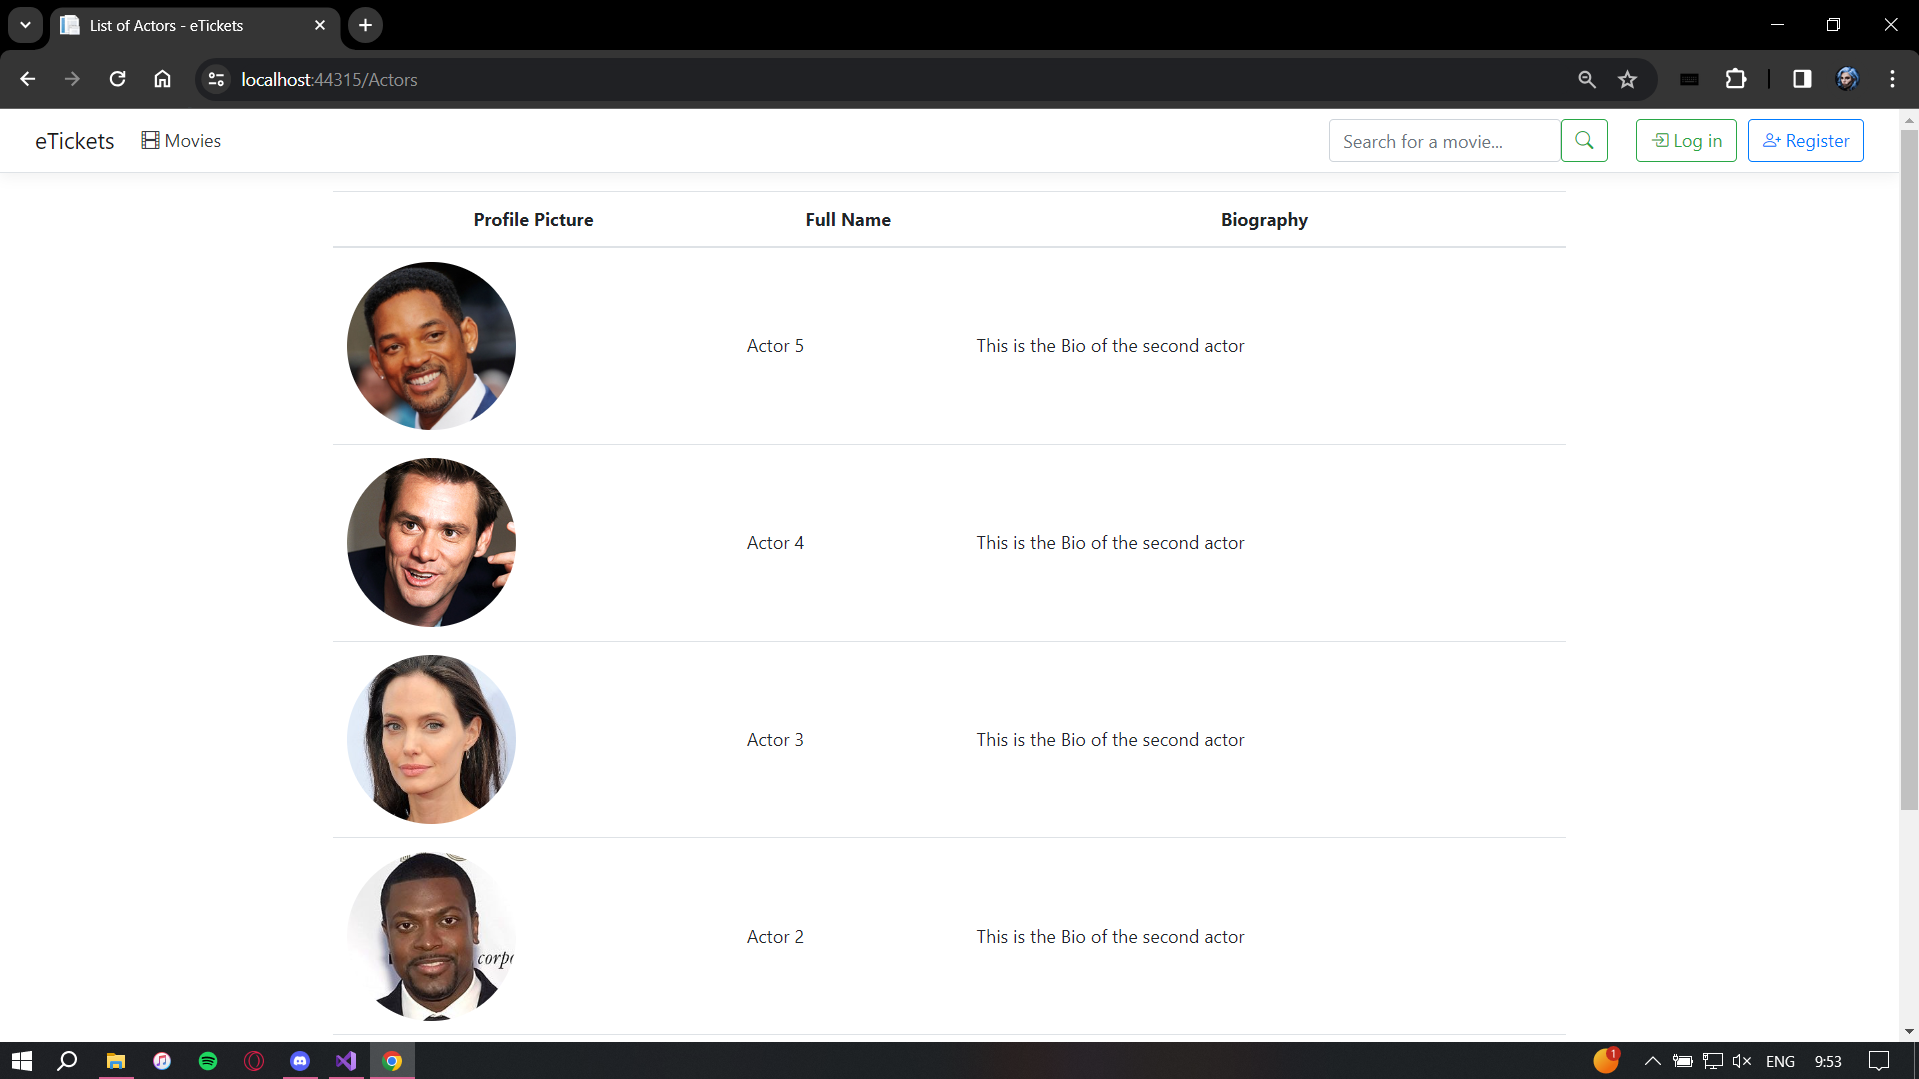 List of Actors - eTickets
localhost:44315/Actors
eTickets Movies Search for a movie... Log in Register
Profile Picture Full Name Biography
Actor 5 This is the Bio of the second actor
Actor 4 This is the Bio of the second actor
Actor 3 This is the Bio of the second actor
corpo
Actor 2 This is the Bio of the second actor
1
ENG 9:53